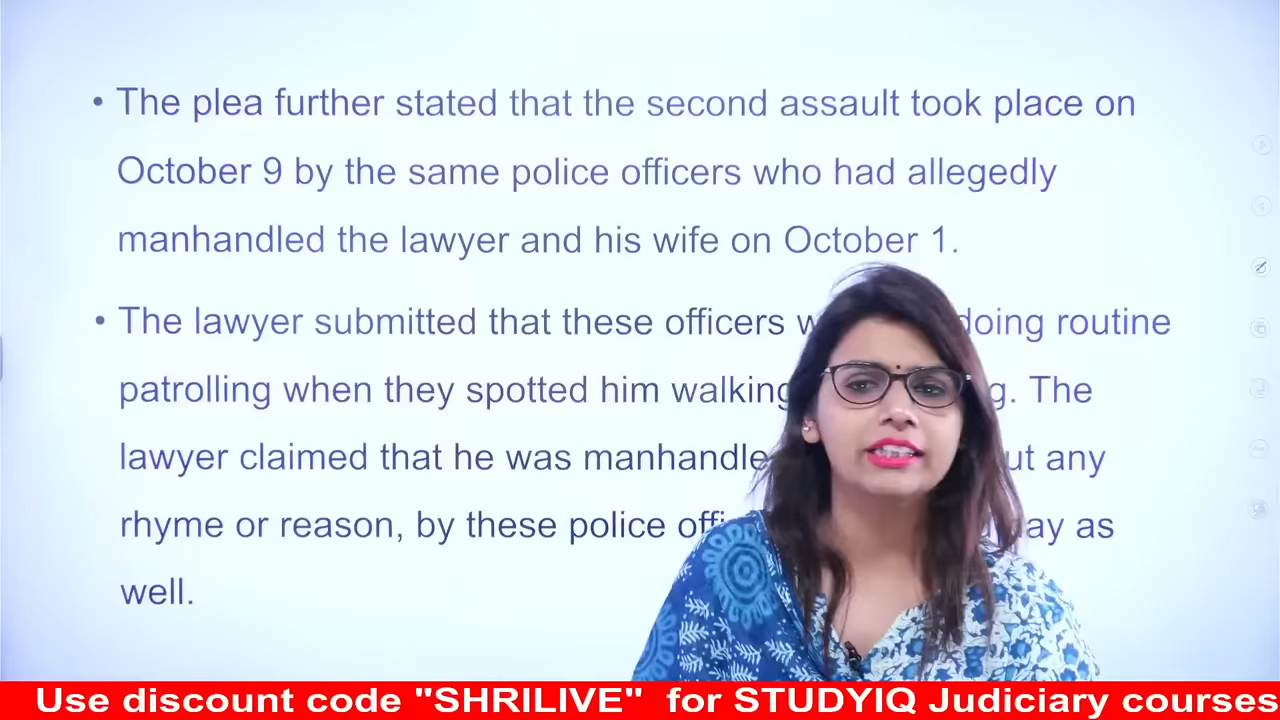 • The plea further stated that the second assault took place on
October 9 by the same police officers who had allegedly
manhandled the lawyer and his wife on October 1.
• The lawyer submitted that these officers doing routine
patrolling when they spotted him walking The
lawyer claimed that he was any
rhyme or reason, by these police as
well.
Use discount code "SHRILIVE" for STUDYIQ Judiciary courses